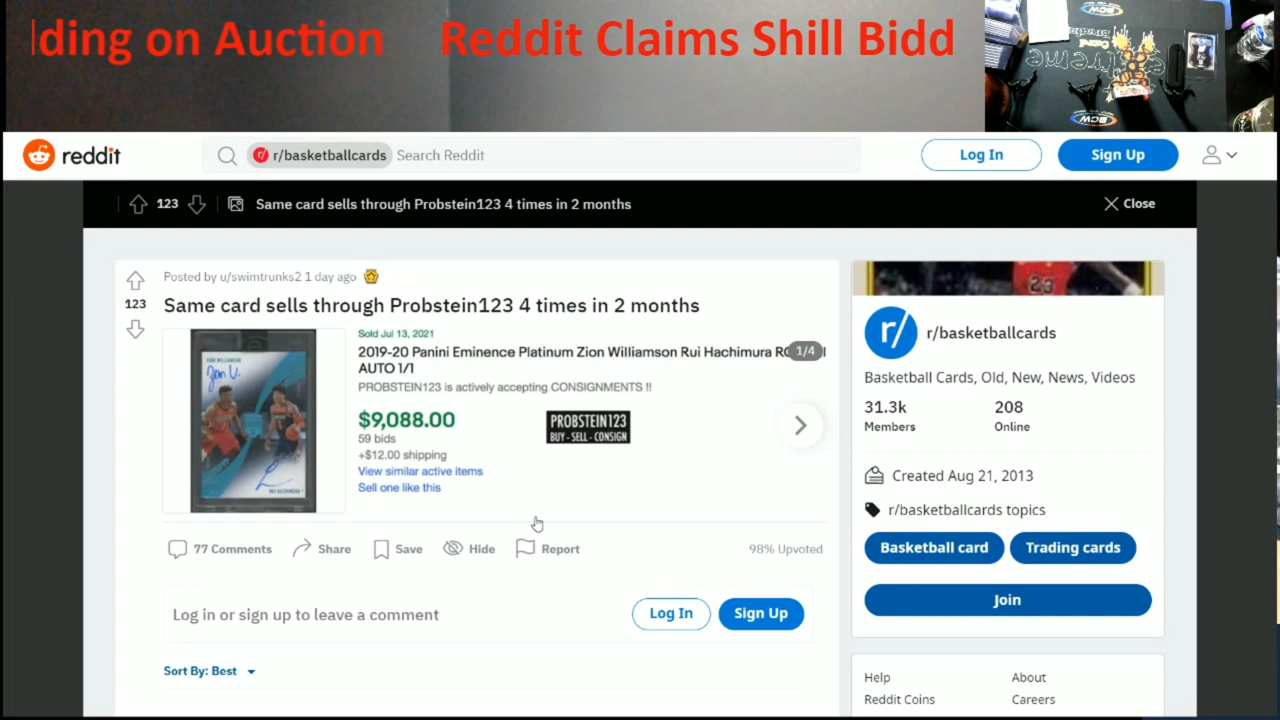 lding on Auction Reddit Claims Shill Bidd
BCW
BCW
reddit
r/basketballcards Search Reddit
Log In
Sign Up
123
Same card sells through Probstein123 4 times in 2 months
Close
Posted by u/swimtrunks2 1 day ago
123
Same card sells through Probstein123 4 times in 2 months
Sold Jul 13, 2021
2019-20 Panini Eminence Platinum Zion Williamson Rui Hachimura
1/4
AUTO 1/1
PROBSTEIN123 is actively accepting CONSIGNMENTS !!
$9,088.00
59 bids
+$12.00 shipping
View similar active items
Sell one like this
PROBSTEIN123
BUY - SELL - CONSIGN
77 Comments
Share
Save
Hide
Report
98% Upvoted
Log in or sign up to leave a comment
Log In
Sign Up
Sort By: Best
23
r/
r/basketballcards
Basketball Cards, Old, New, News, Videos
31.3k
208
Members
Online
Created Aug 21, 2013
r/basketballcards topics
Basketball card
Trading cards
Join
Help
About
Reddit Coins
Careers